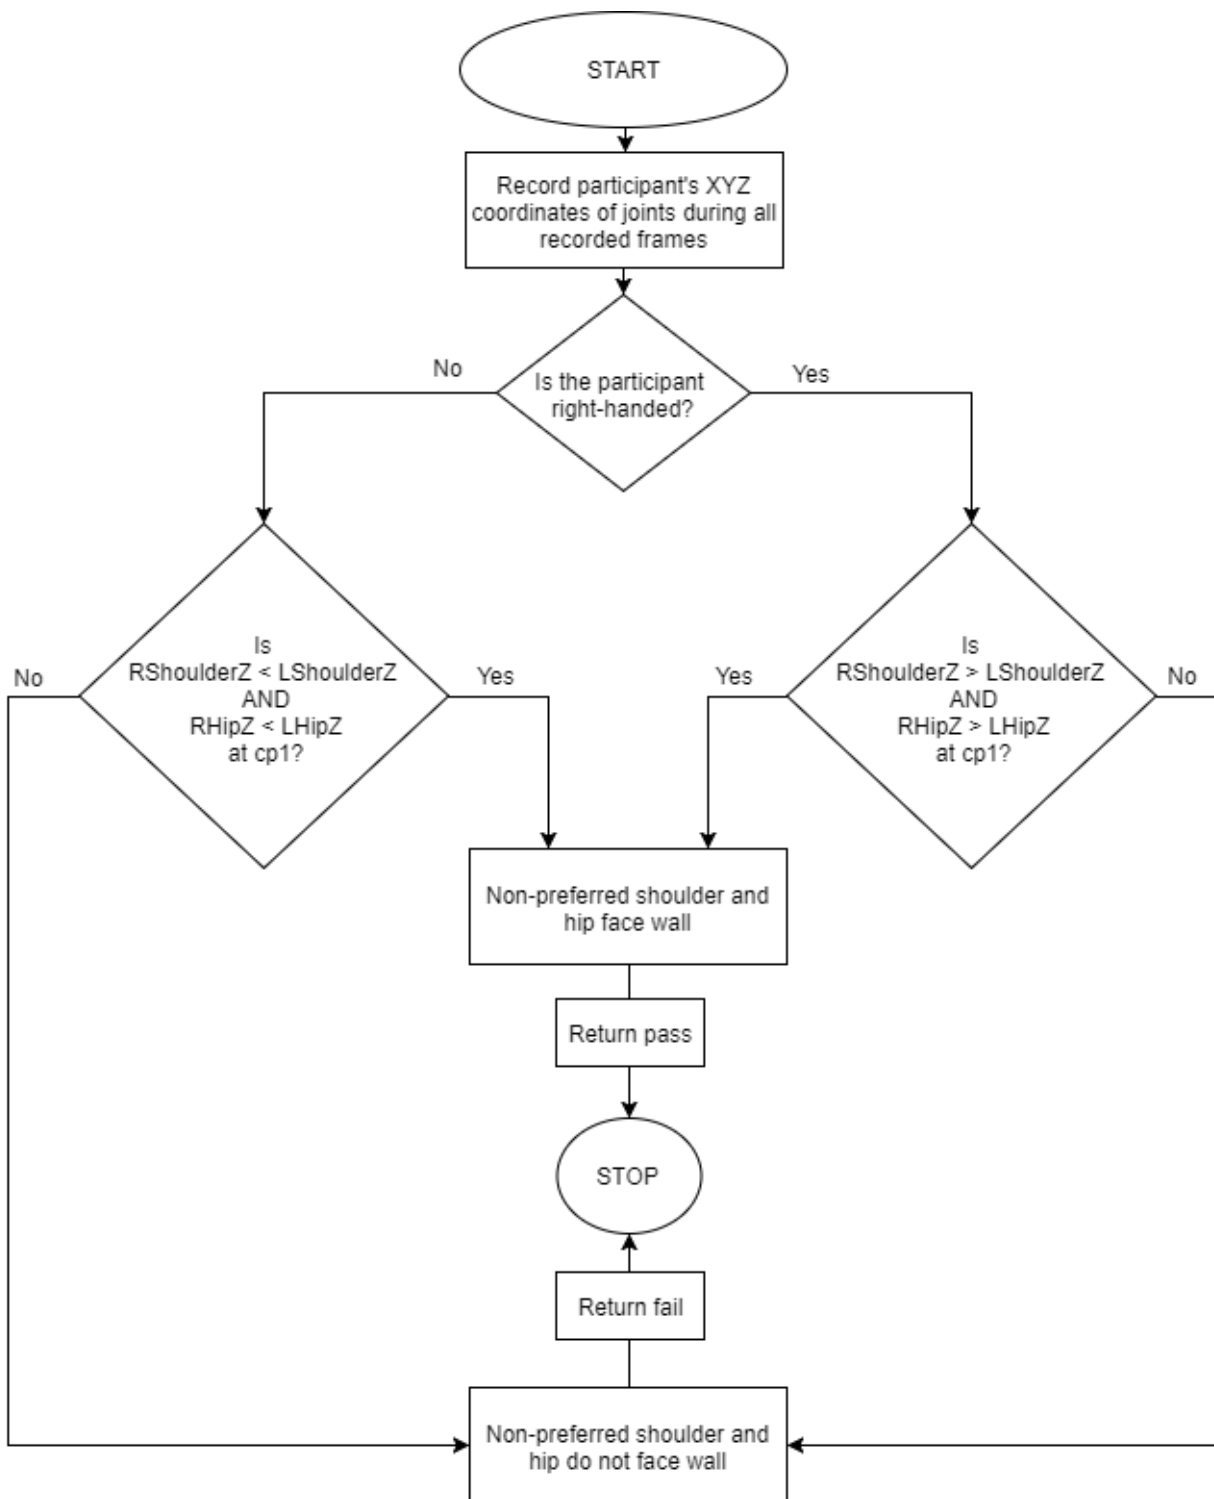 START
Record participant's XYZ
coordinates of joints during all
recorded frames
No
Yes
Is the participant
right-handed?
No
Is
RShoulderZ < LShoulderZ
AND
RHipZ < LHipZ
at cp1?
Yes
Yes
Is
RShoulderZ > LShoulderZ
AND
RHipZ > LHipZ
at cp1?
No
Non-preferred shoulder and
hip face wall
Return pass
STOP
Return fail
Non-preferred shoulder and
hip do not face wall